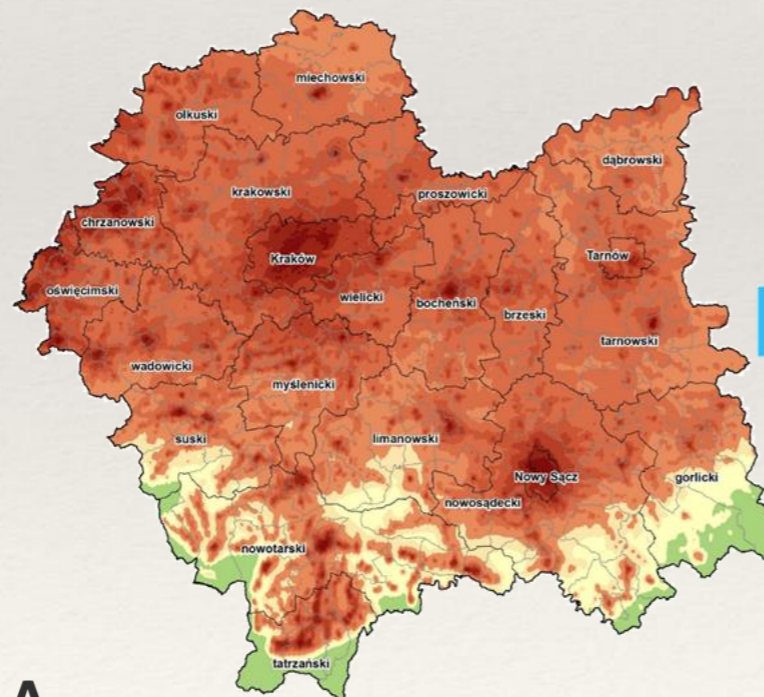 miechowski
olkuski
dąbrowski
krakowski
proszowicki
chrzanowski
Kraków
Tarnów
oświęcimski
wielicki
bocheński
brzeski
tarnowski
wadowicki
myślenicki
suski
limanowski
Nowy Sącz
gorlicki
nowosądecki
nowotarski
tatrzański
A